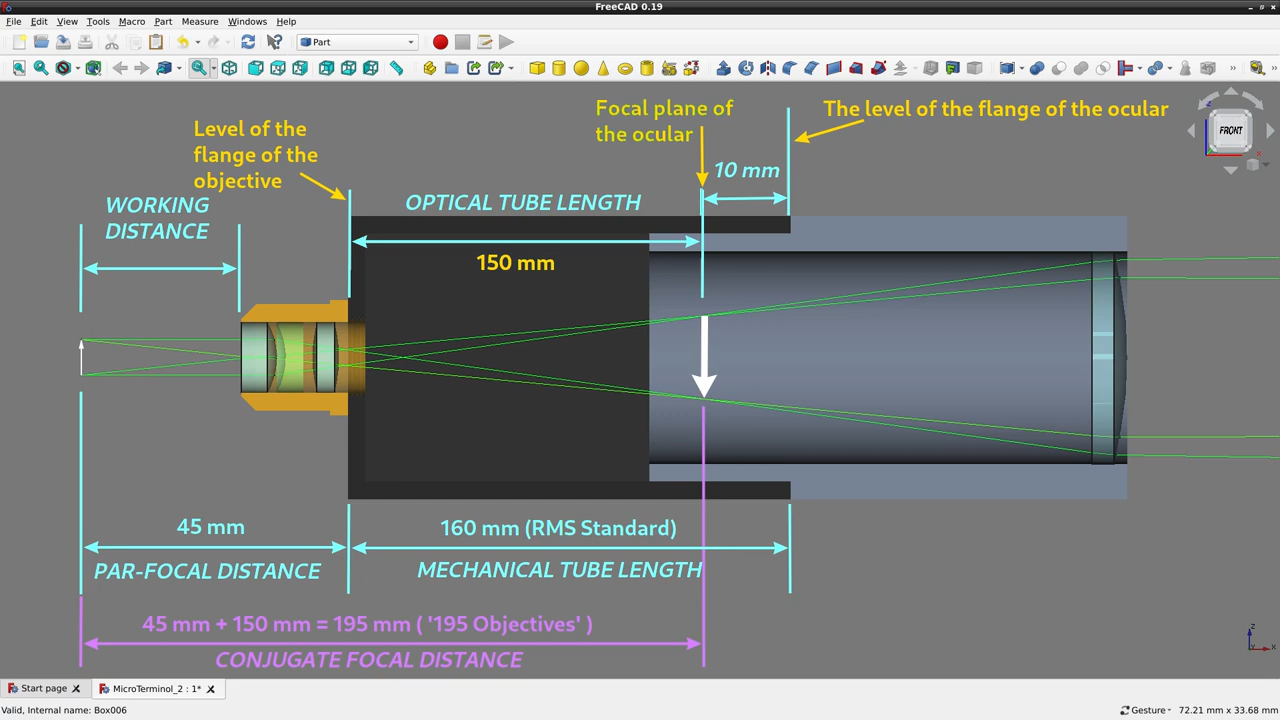 FreeCAD 0.19
File Edit View Tools Macro Part Measure Windows Help
Part
Focal plane of
the ocular
The level of the flange of the ocular
Level of the
flange of the
objective
10 mm
FRONT
WORKING
DISTANCE
OPTICAL TUBE LENGTH
150 mm
45 mm
160 mm (RMS Standard)
PAR-FOCAL DISTANCE
MECHANICAL TUBE LENGTH
45 mm + 150 mm = 195 mm ( '195 Objectives' )
CONJUGATE FOCAL DISTANCE
Start page
MicroTerminol_2 : 1*
Valid, Internal name: Box006
Gesture
72.21 mm x 33.68 mm